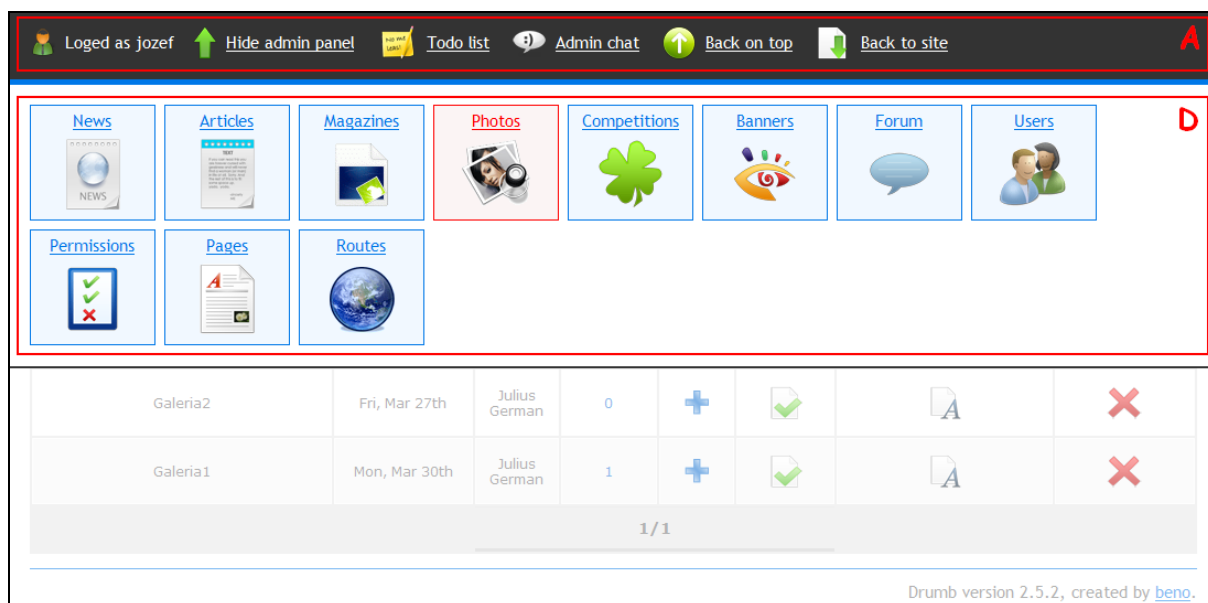 Loged as jozef Hide admin panel Todo list Admin chat Back on top Back to site A
D
News Articles Magazines Photos Competitions Banners Forum Users
NEWS TEXT
Permissions Pages Routes
A
Galeria2 Fri, Mar 27th Julius German 0 A
Galeria1 Mon, Mar 30th Julius German 1 A
1/1
Drumb version 2.5.2, created by beno.